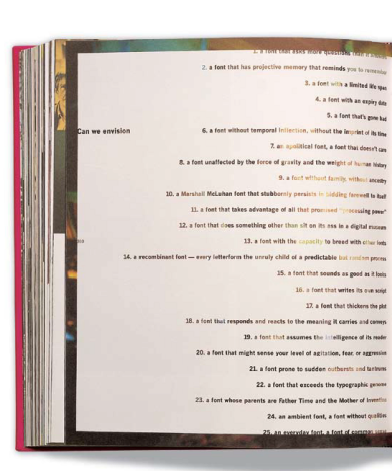 1. a font that asks more questions than it answers
2. a font that has projective memory that reminds you to remember
3. a font with a limited life span
4. a font with an expiry date
5. a font that's gone bad
Can we envision
6. a font without temporal inflection, without the imprint of its time
7. an apolitical font, a font that doesn't care
8. a font unaffected by the force of gravity and the weight of human history
9. a font without family, without ancestry
10. a Marshall McLuhan font that stubbornly persists in bidding farewell to itself
11. a font that takes advantage of all that promised "processing power"
12. a font that does something other than sit on its ass in a digital museum
13. a font with the capacity to breed with other fonts
14. a recombinant font — every letterform the unruly child of a predictable but random process
15. a font that sounds as good as it looks
16. a font that writes its own script
17. a font that thickens the plot
18. a font that responds and reacts to the meaning it carries and conveys
19. a font that assumes the intelligence of its reader
20. a font that might sense your level of agitation, fear, or aggression
21. a font prone to sudden outbursts and tantrums
22. a font that exceeds the typographic genome
23. a font whose parents are Father Time and the Mother of Invention
24. an ambient font, a font without qualities
25. an everyday font, a font of common sense